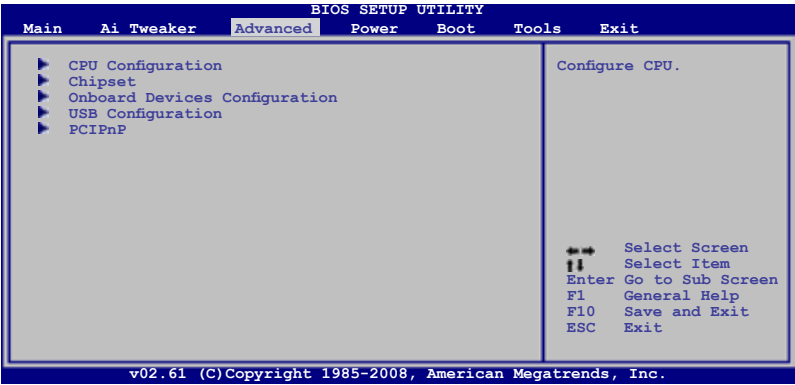 BIOS SETUP UTILITY
Main Ai Tweaker Advanced Power Boot Tools Exit
CPU Configuration
Chipset
Onboard Devices Configuration
USB Configuration
PCIPnP
Configure CPU.
Select Screen
Select Item
Enter Go to Sub Screen
F1 General Help
F10 Save and Exit
ESC Exit
v02.61 (C)Copyright 1985-2008, American Megatrends, Inc.